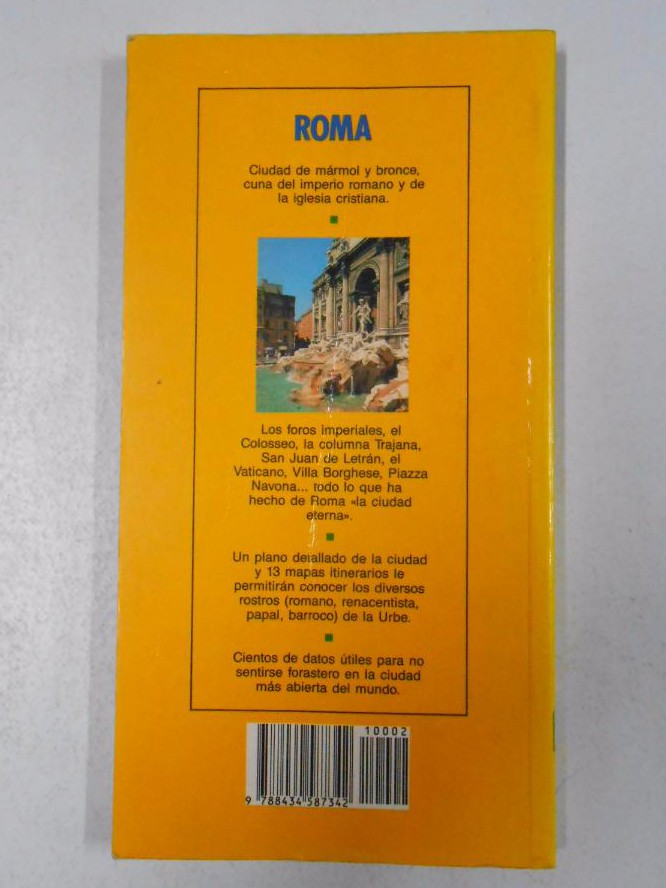 ROMA
Ciudad de mármol y bronce,
cuna del imperio romano y de
la iglesia cristiana.
Los foros imperiales, el
Colosseo, la columna Trajana,
San Juan de Letrán, el
Vaticano, Villa Borghese, Piazza
Navona... todo lo que ha
hecho de Roma «la ciudad
eterna».
Un plano detallado de la ciudad
y 13 mapas itinerarios le
permitirán conocer los diversos
rostros (romano, renacentista,
papal, barroco) de la Urbe.
Cientos de datos útiles para no
sentirse forastero en la ciudad
más abierta del mundo.
10002
9 788434 587342